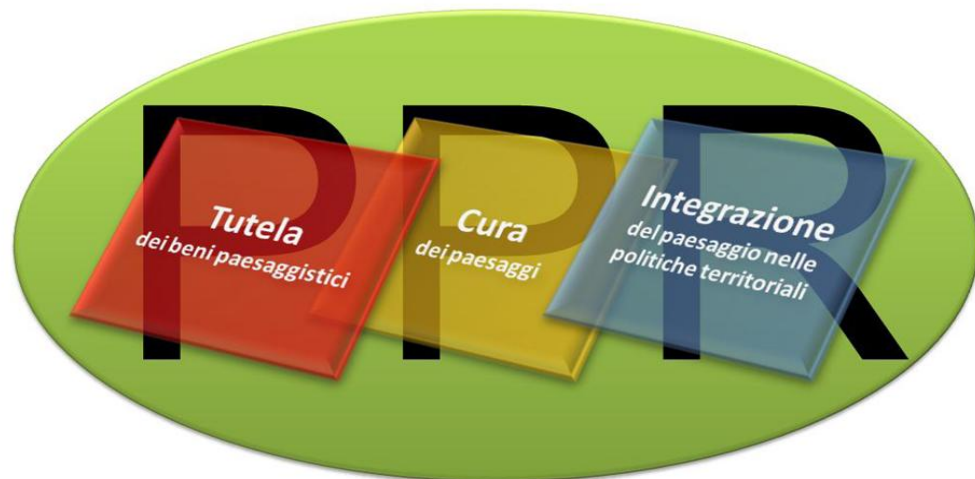 PPR
Tutela
dei beni paesaggistici
Cura
dei paesaggi
Integrazione
del paesaggio nelle
politiche territoriali